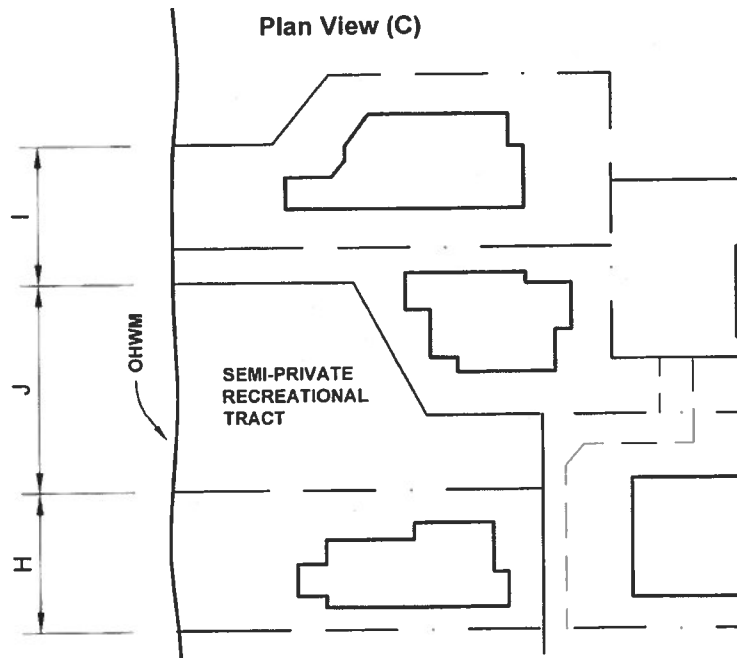 Plan View (C)
I
OHWM
J
SEMI-PRIVATE
RECREATIONAL
TRACT
H